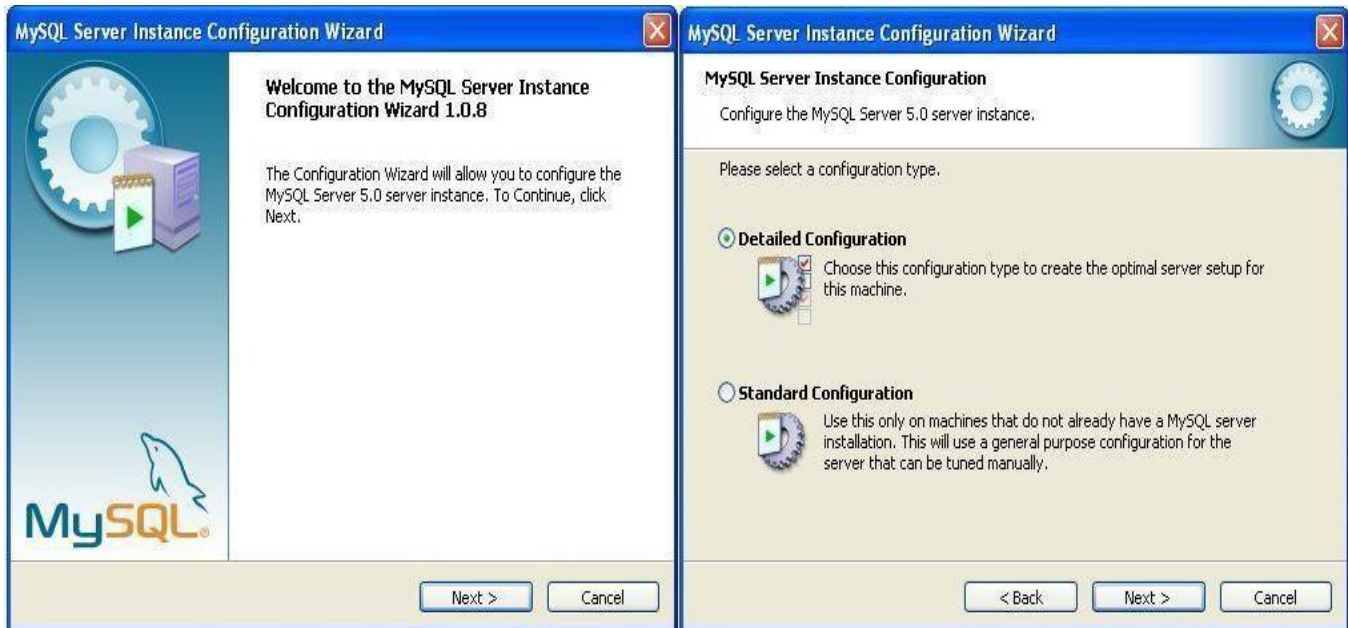 MySQL Server Instance Configuration Wizard
Welcome to the MySQL Server Instance
Configuration Wizard 1.0.8
The Configuration Wizard will allow you to configure the
MySQL Server 5.0 server instance. To Continue, click
Next.
MySQL®
Next >
Cancel
MySQL Server Instance Configuration Wizard
MySQL Server Instance Configuration
Configure the MySQL Server 5.0 server instance.
Please select a configuration type.
Detailed Configuration
Choose this configuration type to create the optimal server setup for
this machine.
Standard Configuration
Use this only on machines that do not already have a MySQL server
installation. This will use a general purpose configuration for the
server that can be tuned manually.
< Back
Next >
Cancel